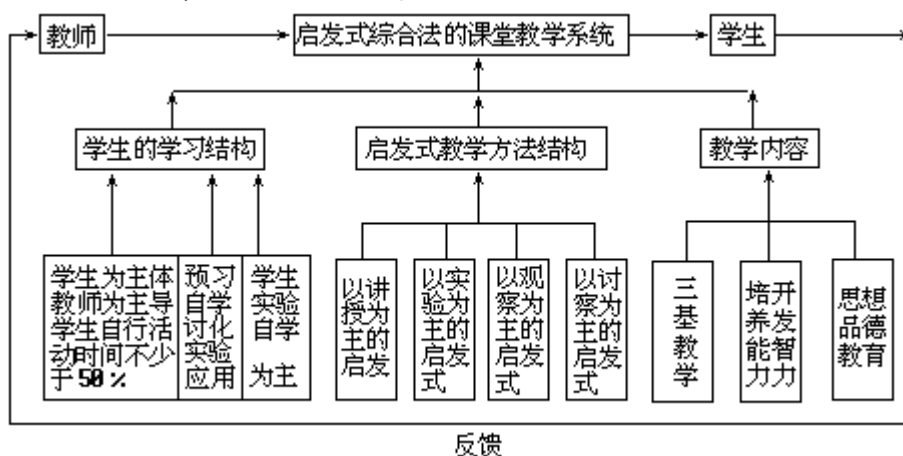 教师
启发式综合法的课堂教学系统
学生
学生的学习结构
启发式教学方法结构
教学内容
学生为主体
教师为主导
学生自行活
动时间不少
于50%
预习
自学
讨化
实验
应用
学生
实验
自学
为主
以讲
授为
主的
启发
以实
验为
主的
启发
式
以观
察为
主的
启发
式
以讨
察为
主的
启发
式
三基教学
开发智力
培养能力
思想
品德
教育
反馈